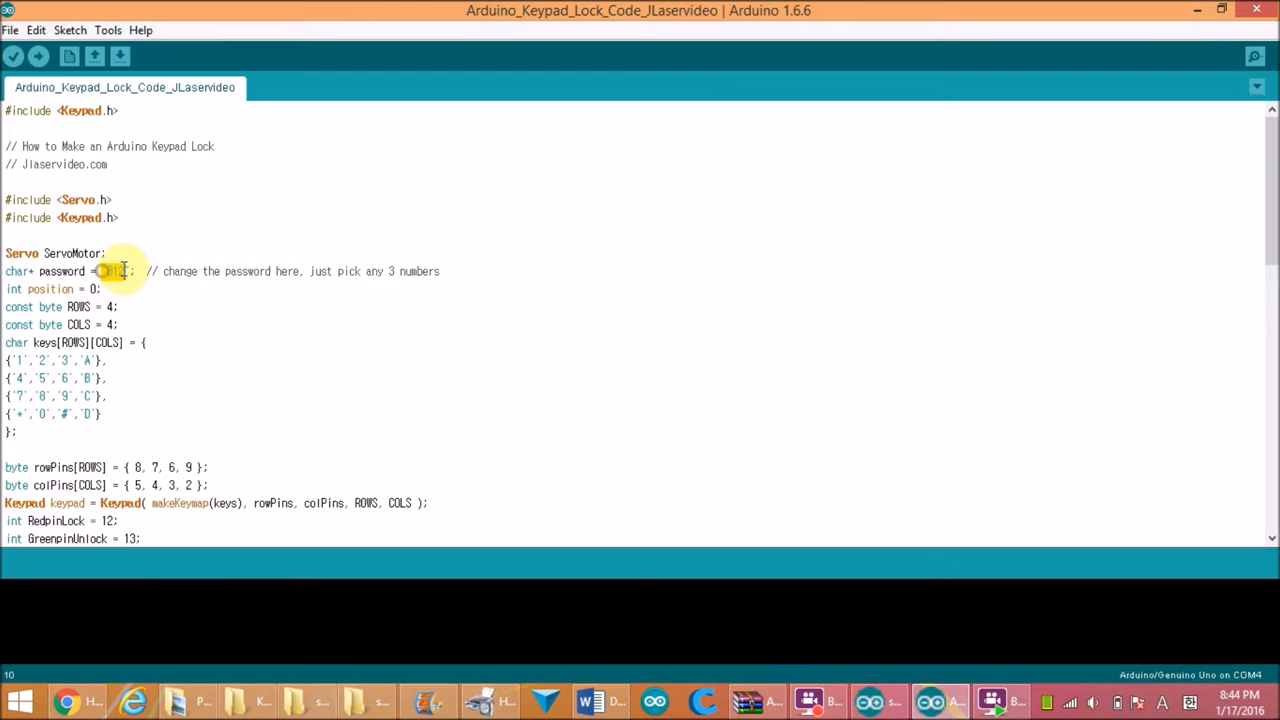 Arduino_Keypad_Lock_Code_JLaservideo | Arduino 1.6.6
File Edit Sketch Tools Help
Arduino_Keypad_Lock_Code_JLaservideo
#include <Keypad.h>
// How to Make an Arduino Keypad Lock
// Jlaservideo.com
#include <Servo.h>
#include <Keypad.h>
Servo ServoMotor;
char* password = ; // change the password here, just pick any 3 numbers
int position = 0;
const byte ROWS = 4;
const byte COLS = 4;
char keys[ROWS][COLS] = {
{'1','2','3','A'},
{'4','5','6','B'},
{'7','8','9','C'},
{'*','0','#','D'}
};
byte rowPins[ROWS] = { 8, 7, 6, 9 };
byte colPins[COLS] = { 5, 4, 3, 2 };
Keypad keypad = Keypad( makeKeymap(keys), rowPins, colPins, ROWS, COLS );
int RedpinLock = 12;
int GreenpinUnlock = 13;
10 Arduino/Genuino Uno on COM4
H... P... K... s... s... H... D... A... B... s... A... B... A 8:44 PM
1/17/2016